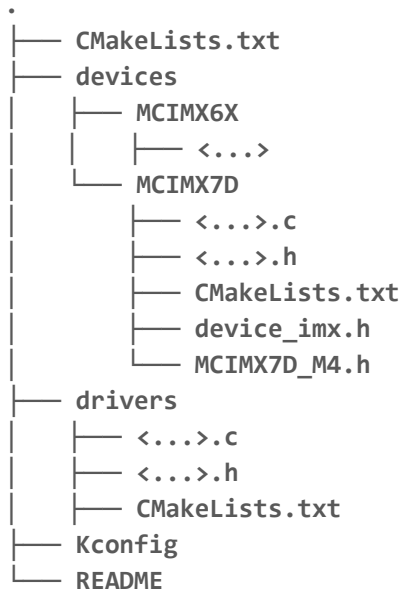 .
├── CMakeLists.txt
├── devices
│   ├── MCIMX6X
│   │   ├── <...>
│   └── MCIMX7D
│       ├── <...>.c
│       ├── <...>.h
│       ├── CMakeLists.txt
│       ├── device_imx.h
│       └── MCIMX7D_M4.h
├── drivers
│   ├── <...>.c
│   ├── <...>.h
│   ├── CMakeLists.txt
├── Kconfig
└── README